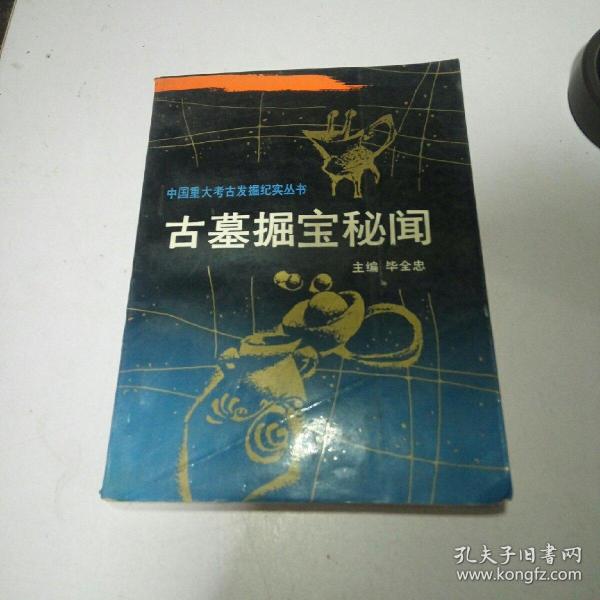 中国重大考古发掘纪实丛书
古墓掘宝秘闻
主编 毕全忠
孔夫子旧书网
www.kongfz.com